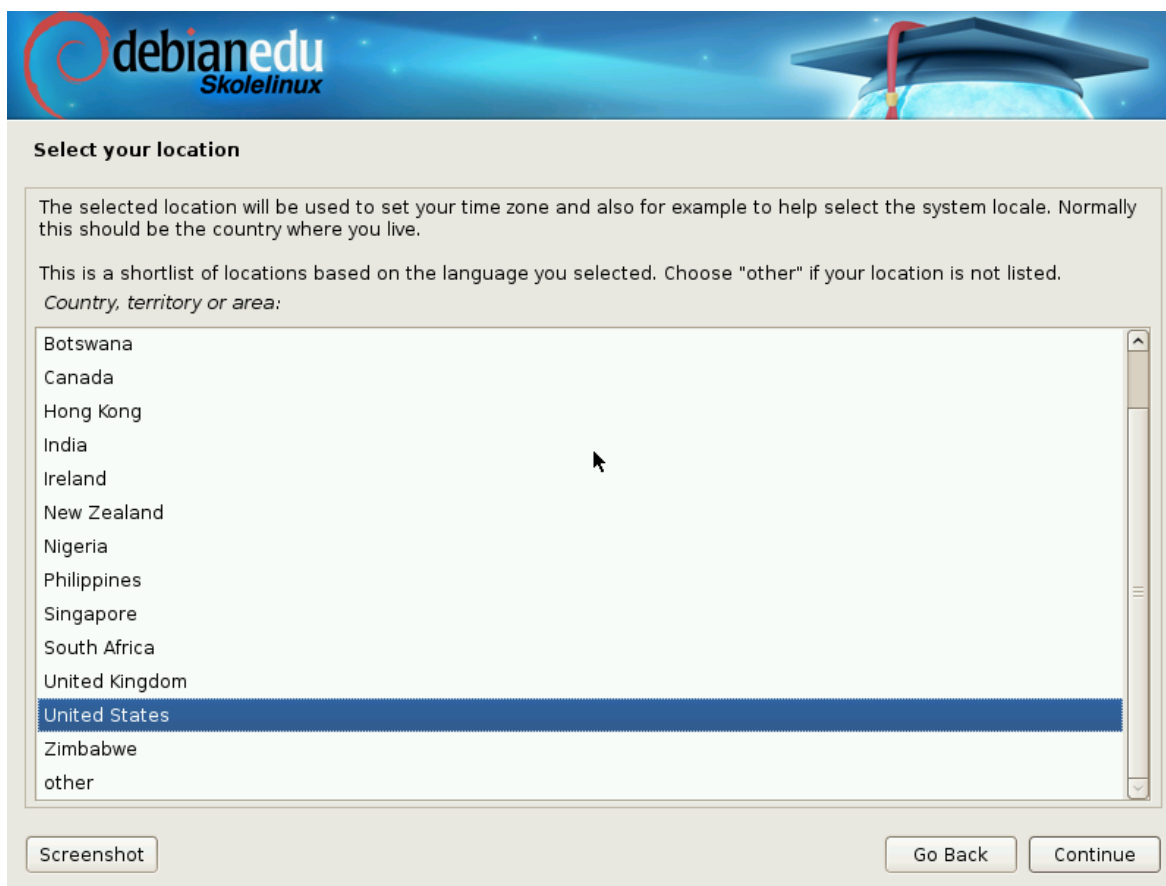 debianedu
Skolelinux
Select your location
The selected location will be used to set your time zone and also for example to help select the system locale. Normally
this should be the country where you live.
This is a shortlist of locations based on the language you selected. Choose "other" if your location is not listed.
Country, territory or area:
Botswana
Canada
Hong Kong
India
Ireland
New Zealand
Nigeria
Philippines
Singapore
South Africa
United Kingdom
United States
Zimbabwe
other
Screenshot
Go Back
Continue